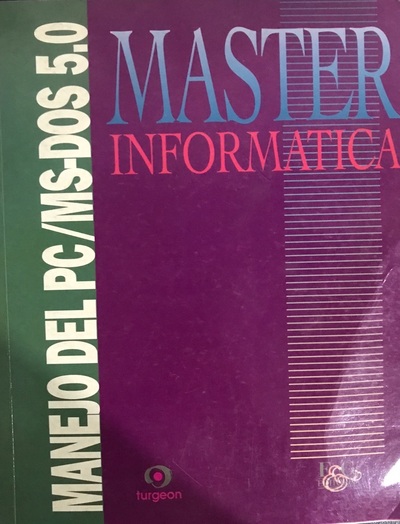 MANEJO DEL PC/MS-DOS 5.0
MASTER
INFORMATICA
turgeon